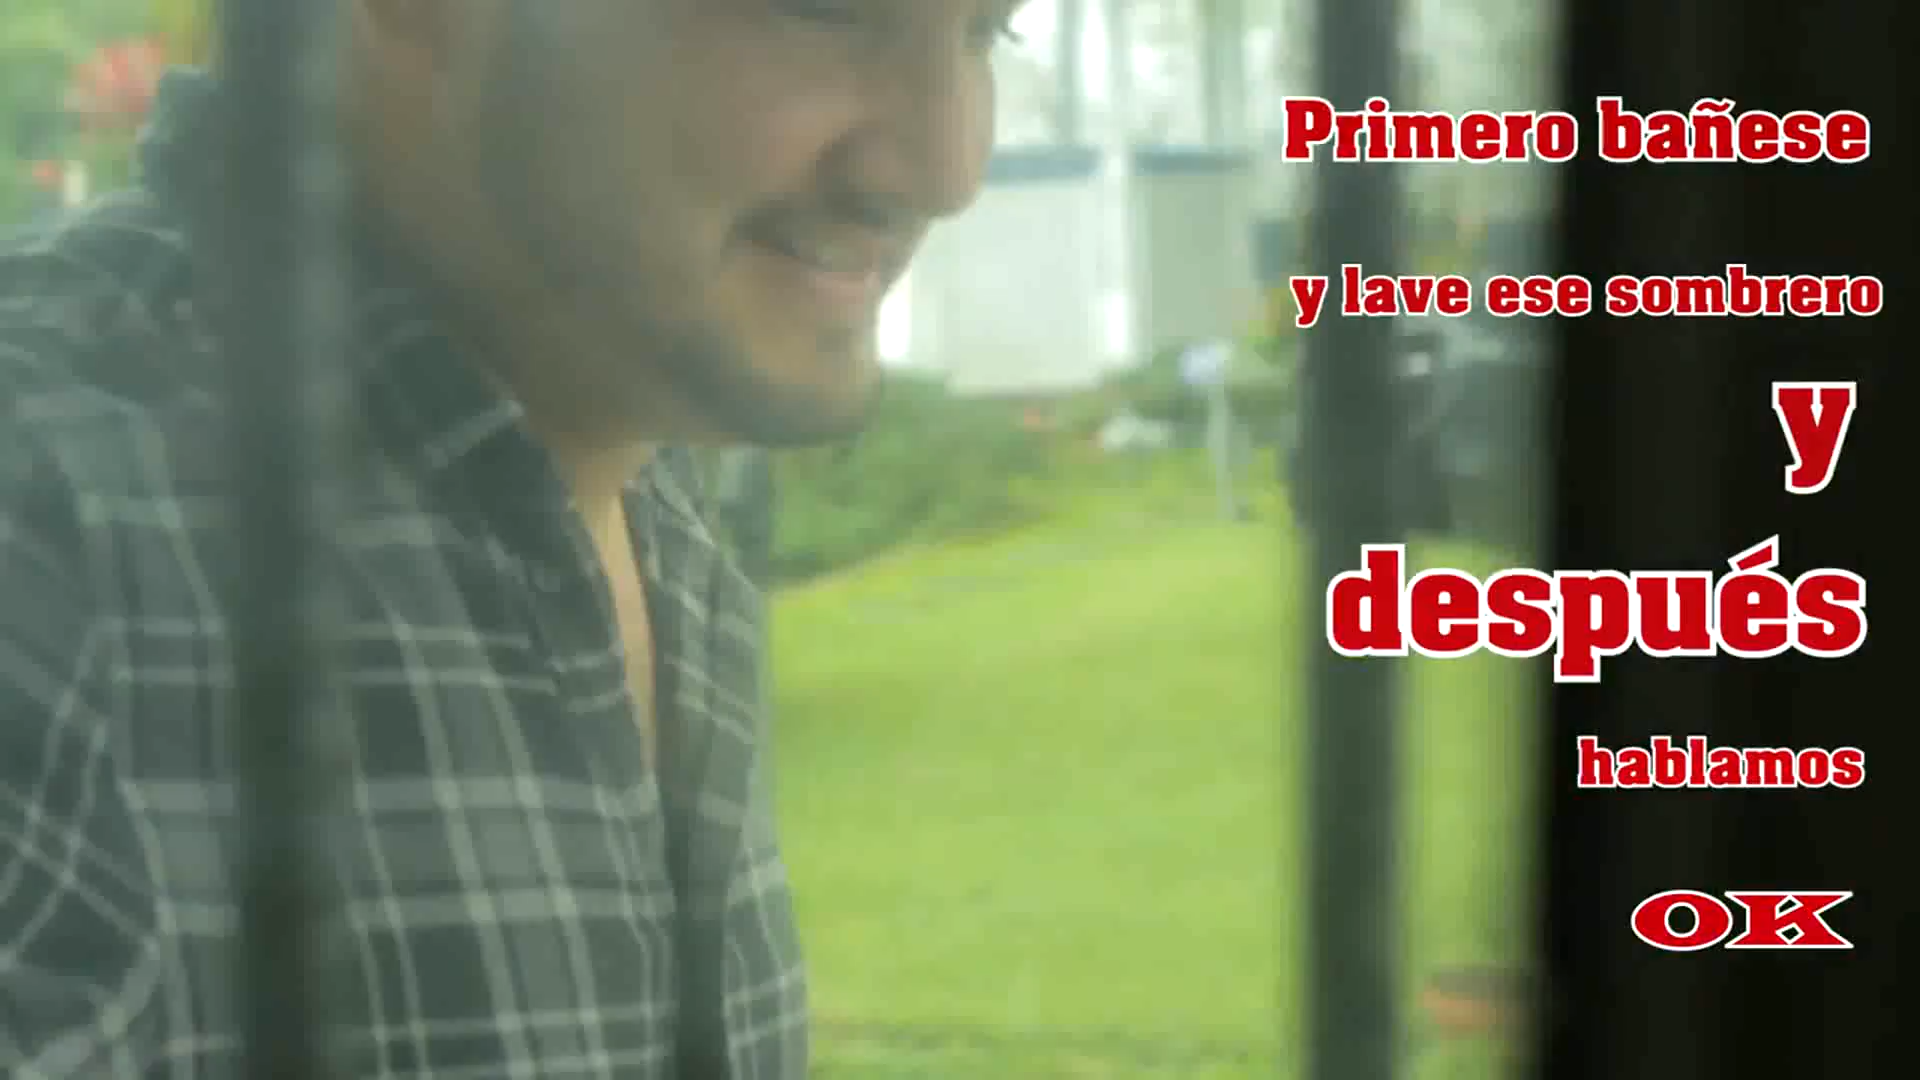 Primero bañese
y lave ese sombrero
y
después
hablamos
OK